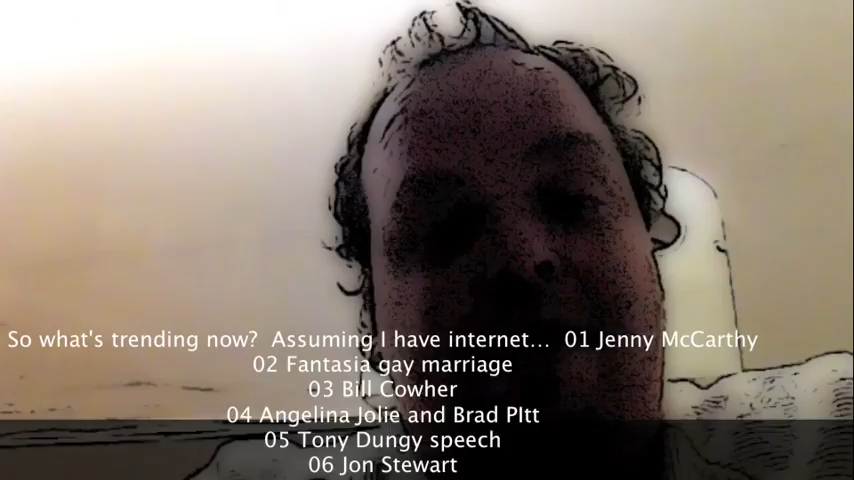 So what's trending now?  Assuming I have internet...  01 Jenny McCarthy
02 Fantasia gay marriage
03 Bill Cowher
04 Angelina Jolie and Brad PItt
05 Tony Dungy speech
06 Jon Stewart